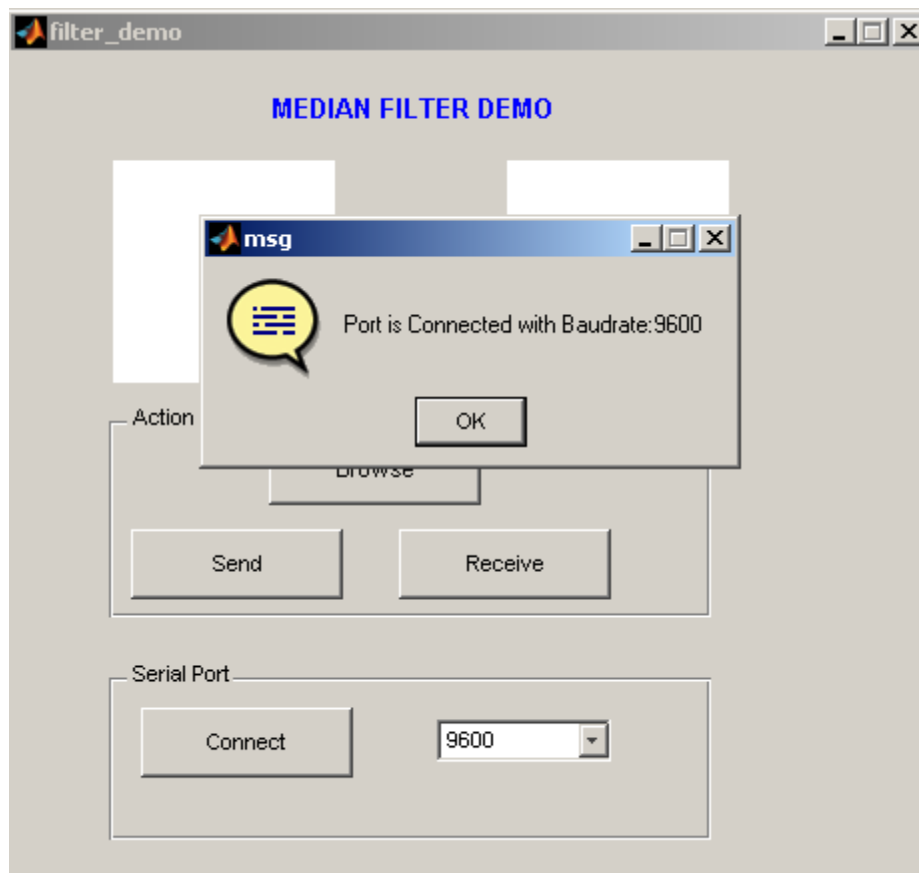 filter_demo
MEDIAN FILTER DEMO
msg
Port is Connected with Baudrate:9600
OK
Action
Browse
Send
Receive
Serial Port
Connect
9600